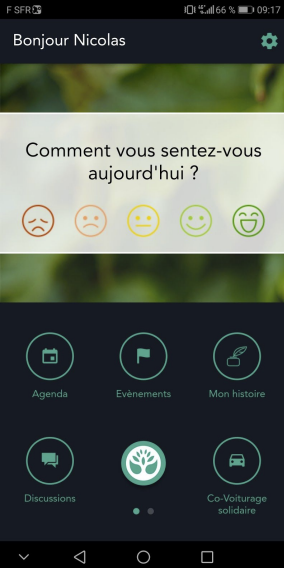 F SFR 4G+ 66 % 09:17
Bonjour Nicolas
Comment vous sentez-vous
aujourd'hui ?
Agenda
Evènements
Mon histoire
Discussions
Co-Voiturage
solidaire